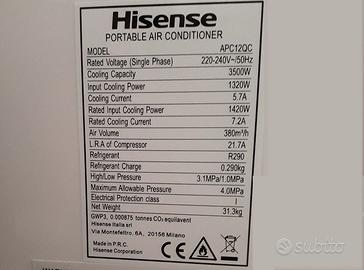 Hisense
PORTABLE AIR CONDITIONER
MODEL APC12QC
Rated Voltage (Single Phase) 220-240V~/50Hz
Cooling Capacity 3500W
Input Cooling Power 1320W
Cooling Current 5.7A
Rated Input Cooling Power 1420W
Rated Cooling Current 7.2A
Air Volume 380m³/h
L.R.A of Compressor 21.7A
Refrigerant R290
Refrigerant Charge 0.290kg
High/Low Pressure 3.1MPa/1.0MPa
Maximum Allowable Pressure 4.0MPa
Electrical Protection class I
Net Weight 31,3kg
GWP3, 0.000875 tonnes CO₂ equilavent
Hisense Italia srl
Via Montefeltro, 6A, 20156 Milano
Made in P.R.C.
Hisense Corporation
CE
subito